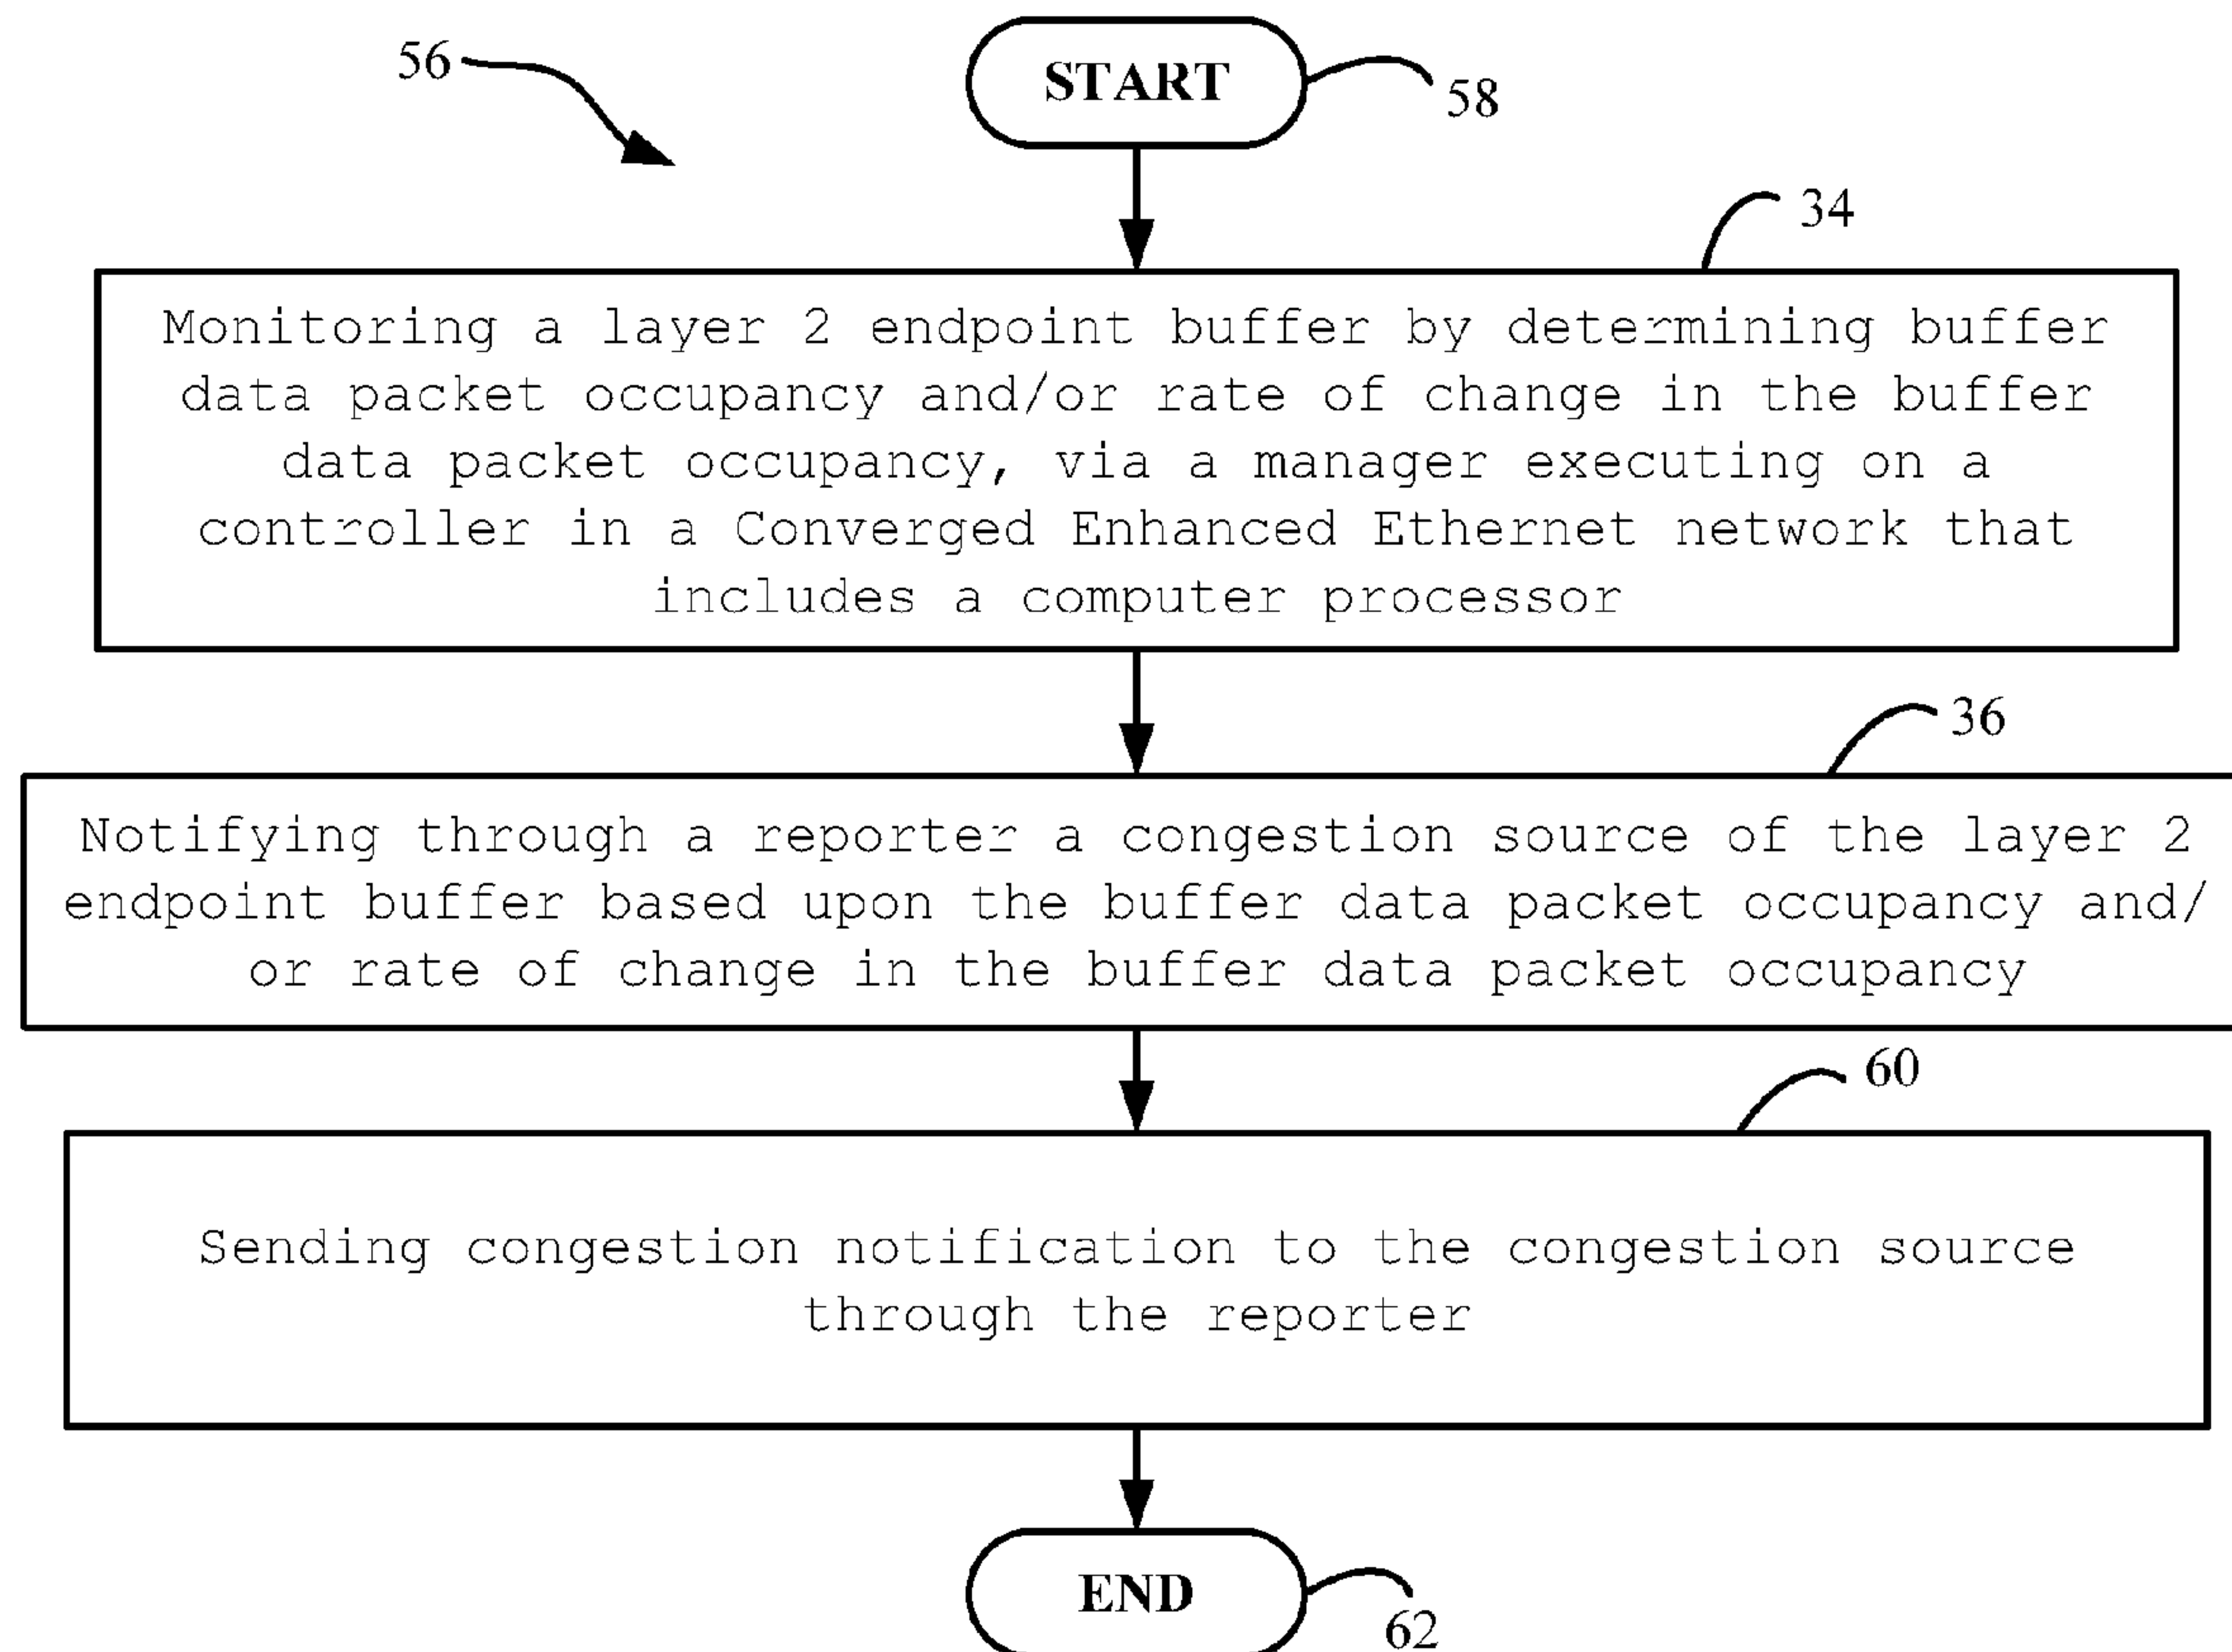 56
START
58
34
Monitoring a layer 2 endpoint buffer by determining buffer
data packet occupancy and/or rate of change in the buffer
data packet occupancy, via a manager executing on a
controller in a Converged Enhanced Ethernet network that
includes a computer processor
36
Notifying through a reporter a congestion source of the layer 2
endpoint buffer based upon the buffer data packet occupancy and/
or rate of change in the buffer data packet occupancy
60
Sending congestion notification to the congestion source
through the reporter
END
62